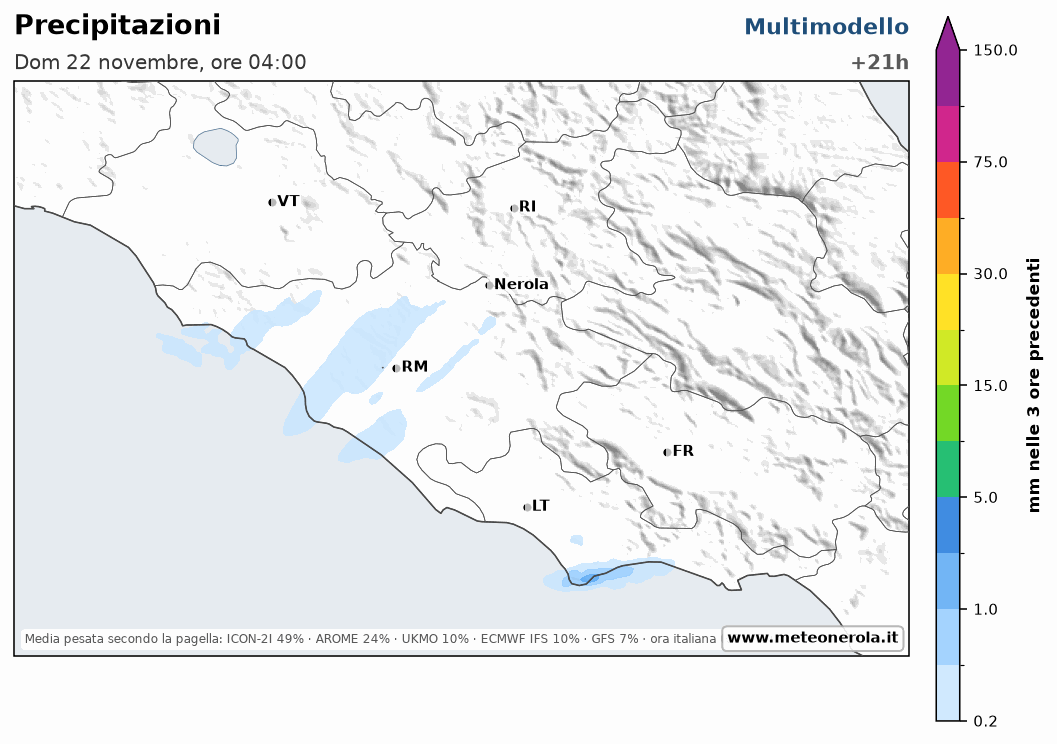 Precipitazioni
Multimodello
Dom 22 novembre, ore 04:00
+21h
150.0
75.0
30.0
15.0
5.0
1.0
0.2
mm nelle 3 ore precedenti
VT
RI
Nerola
RM
FR
LT
Media pesata secondo la pagella: ICON-2I 49% · AROME 24% · UKMO 10% · ECMWF IFS 10% · GFS 7% · ora italiana
www.meteonerola.it